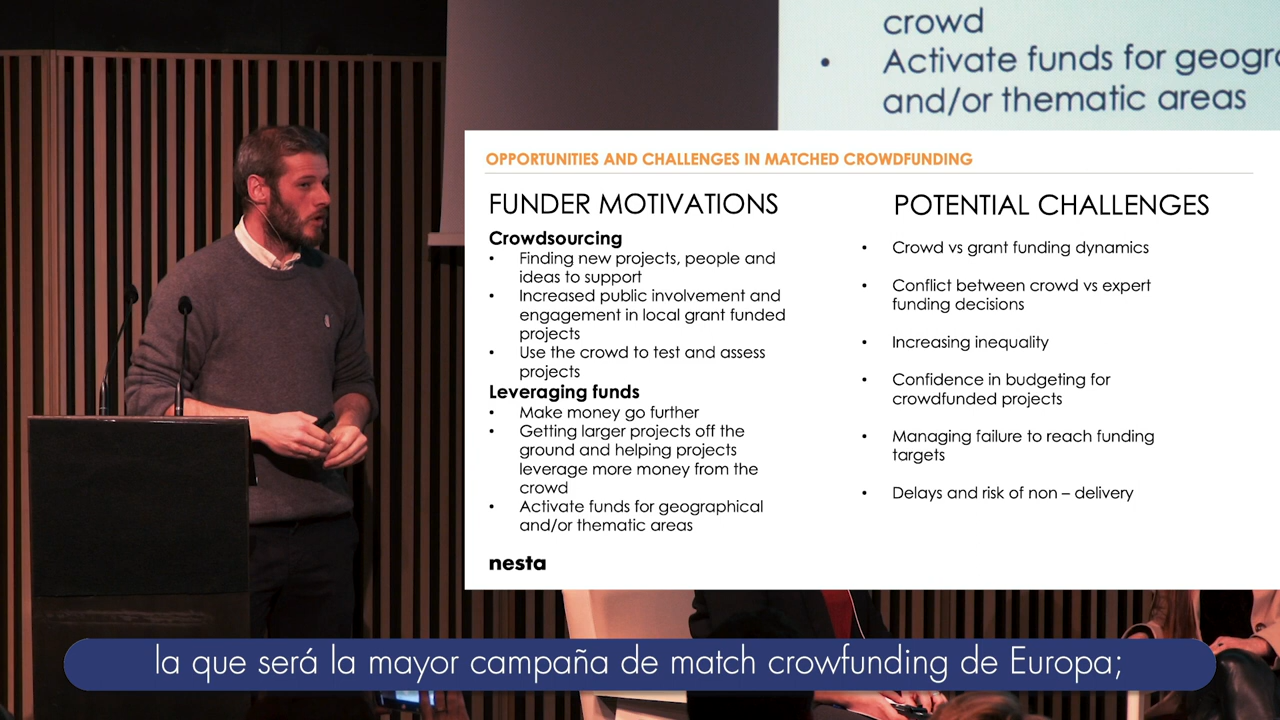 crowd
• Activate funds for
and/or thematic areas
OPPORTUNITIES AND CHALLENGES IN MATCHED CROWDFUNDING
FUNDER MOTIVATIONS
Crowdsourcing
• Finding new projects, people and
ideas to support
• Increased public involvement and
engagement in local grant funded
projects
• Use the crowd to test and assess
projects
Leveraging funds
• Make money go further
• Getting larger projects off the
ground and helping projects
leverage more money from the
crowd
• Activate funds for geographical
and/or thematic areas
nesta
POTENTIAL CHALLENGES
• Crowd vs grant funding dynamics
• Conflict between crowd vs expert
funding decisions
• Increasing inequality
• Confidence in budgeting for
crowdfunded projects
• Managing failure to reach funding
targets
• Delays and risk of non – delivery
la que será la mayor campaña de match crowfunding de Europa;